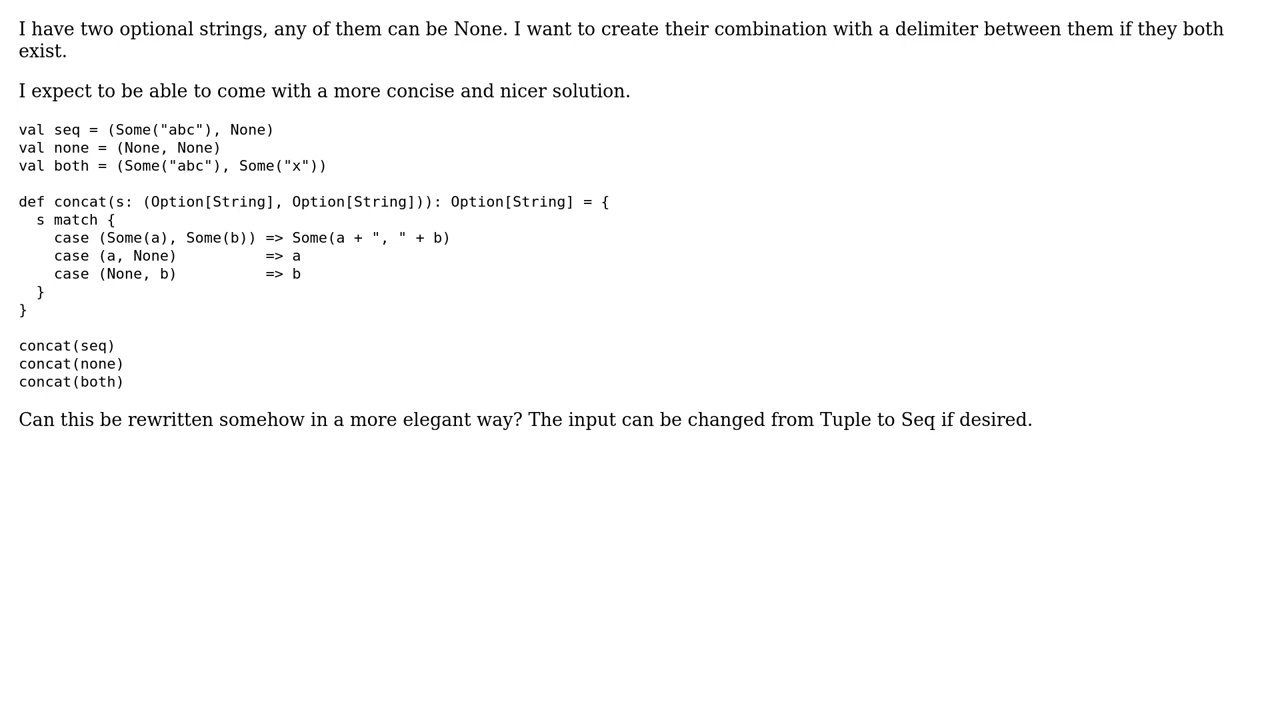 I have two optional strings, any of them can be None. I want to create their combination with a delimiter between them if they both
exist.
I expect to be able to come with a more concise and nicer solution.
val seq = (Some("abc"), None)
val none = (None, None)
val both = (Some("abc"), Some("x"))
def concat(s: (Option[String], Option[String])): Option[String] = {
  s match {
    case (Some(a), Some(b)) => Some(a + ", " + b)
    case (a, None)          => a
    case (None, b)          => b
  }
}
concat(seq)
concat(none)
concat(both)
Can this be rewritten somehow in a more elegant way? The input can be changed from Tuple to Seq if desired.